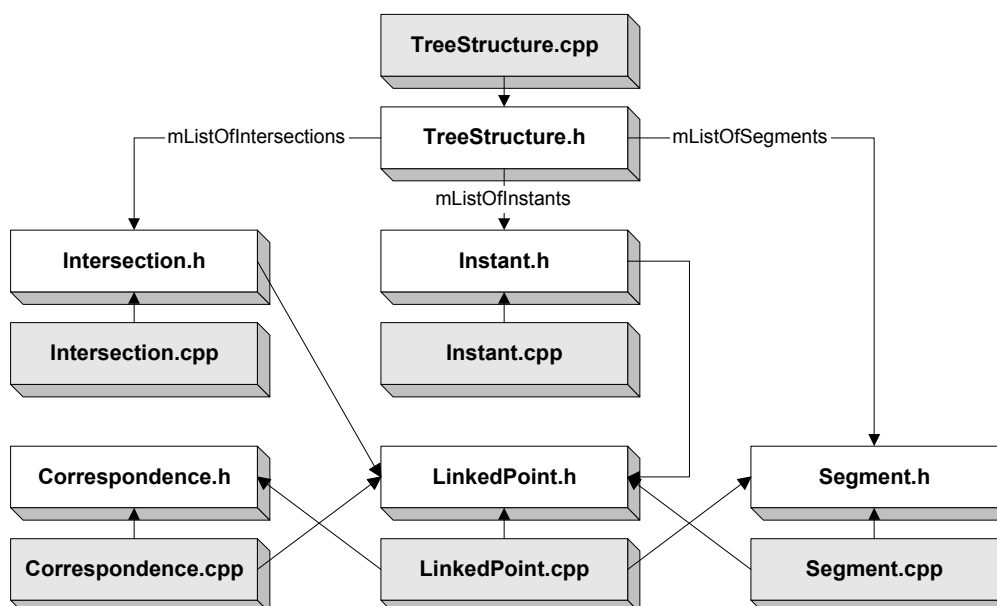 TreeStructure.cpp
mListOfIntersections
TreeStructure.h
mListOfSegments
mListOfInstants
Intersection.h
Instant.h
Intersection.cpp
Instant.cpp
Correspondence.h
LinkedPoint.h
Segment.h
Correspondence.cpp
LinkedPoint.cpp
Segment.cpp